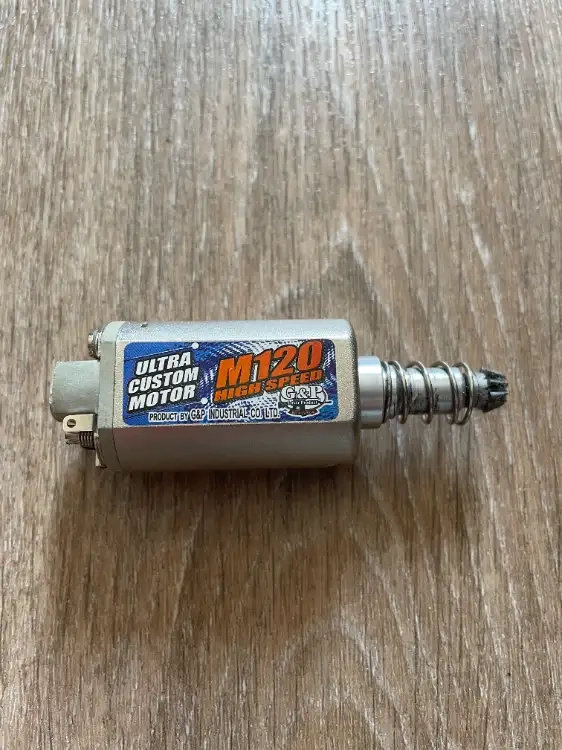 ULTRA
CUSTOM
MOTOR
M120
HIGH SPEED
G&P
PRODUCT BY G&P INDUSTRIAL CO., LTD.